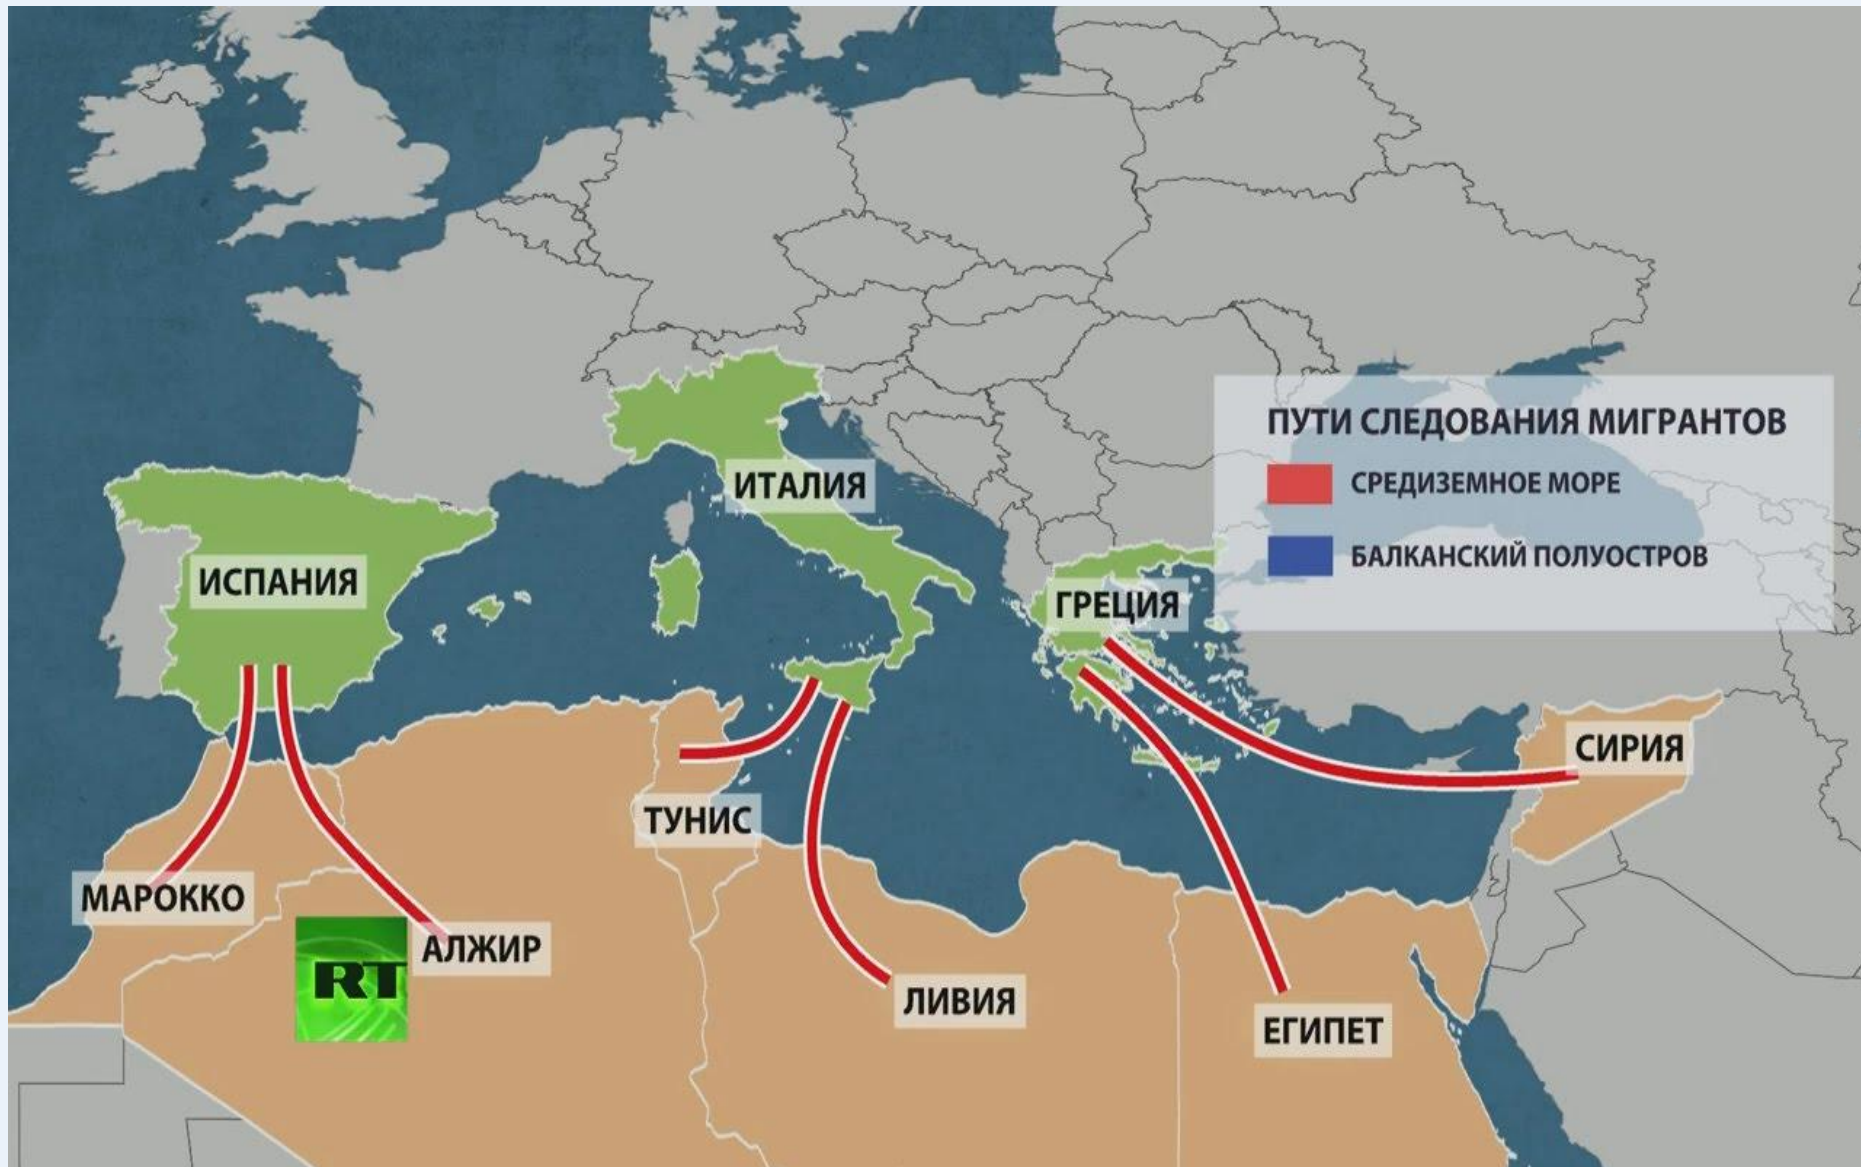 ПУТИ СЛЕДОВАНИЯ МИГРАНТОВ
СРЕДИЗЕМНОЕ МОРЕ
БАЛКАНСКИЙ ПОЛУОСТРОВ
ИТАЛИЯ
ИСПАНИЯ
ГРЕЦИЯ
СИРИЯ
ТУНИС
МАРОККО
АЛЖИР
RT
ЛИВИЯ
ЕГИПЕТ